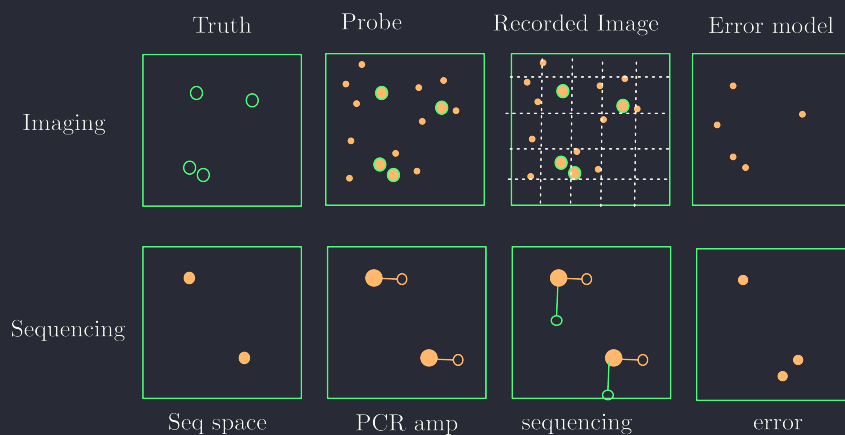 Truth
Probe
Recorded Image
Error model
Imaging
Sequencing
Seq space
PCR amp
sequencing
error